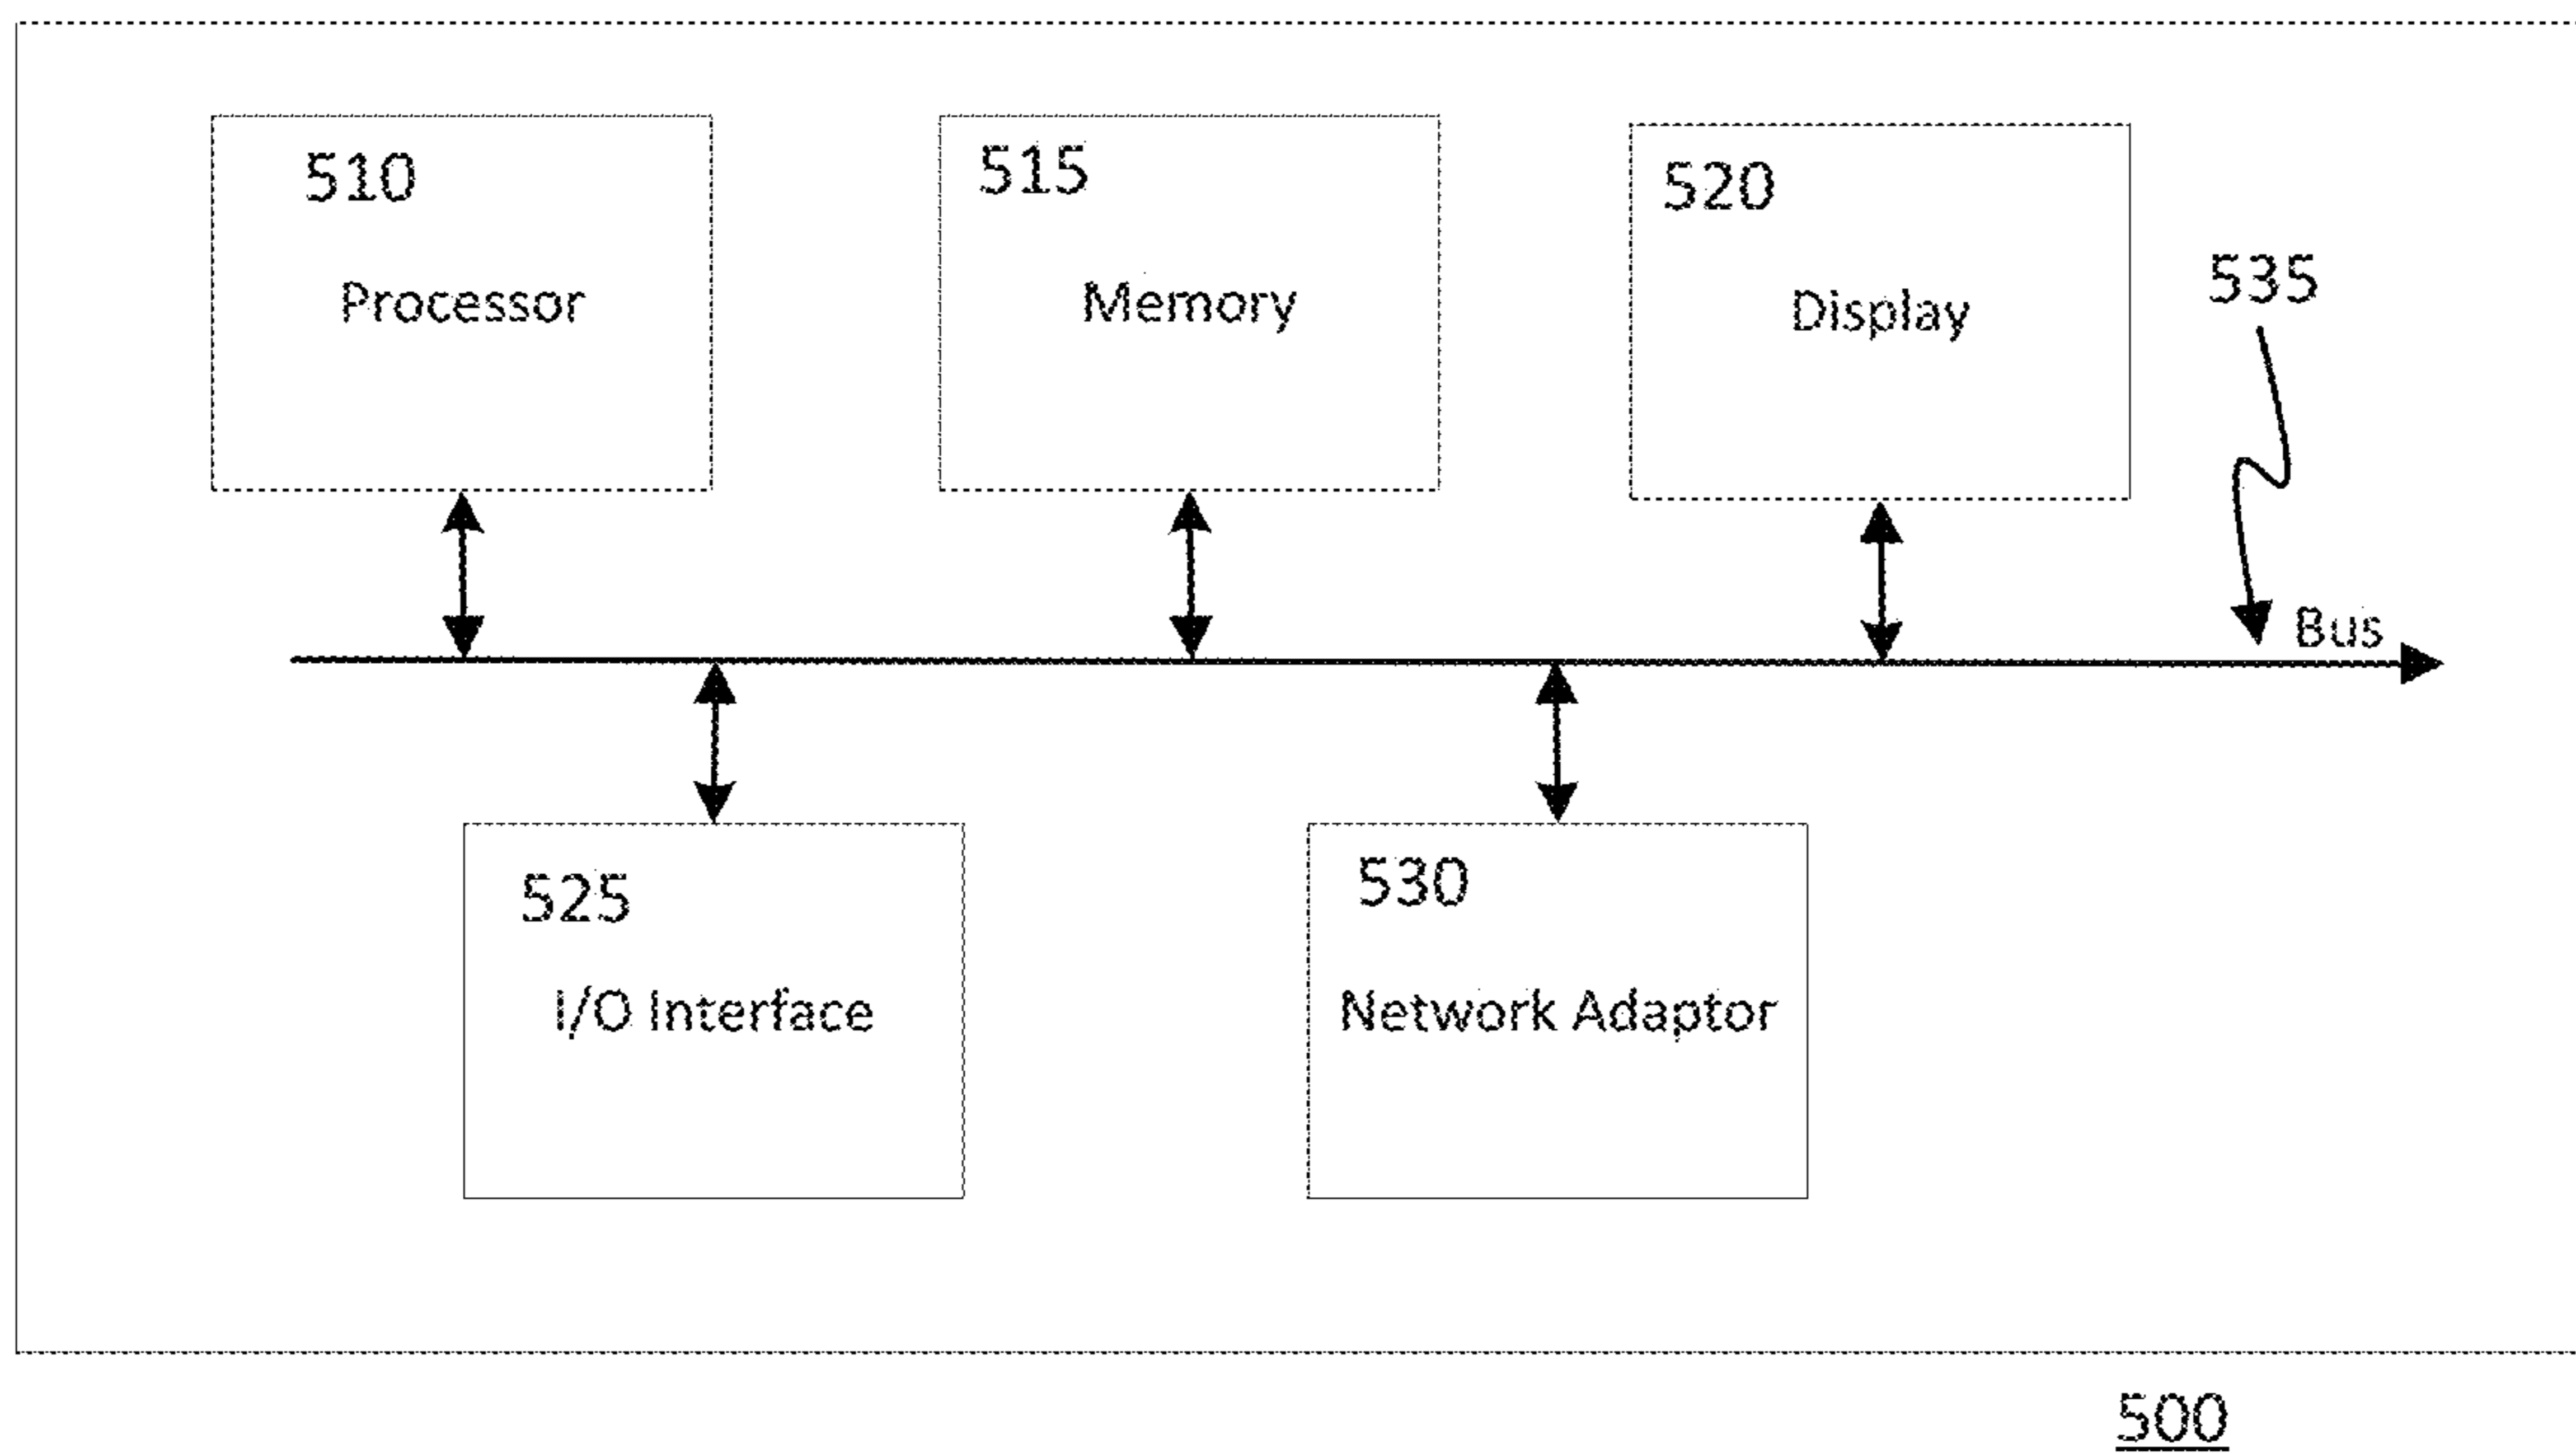 510
Processor
515
Memory
520
Display
535
Bus
525
I/O Interface
530
Network Adaptor
500